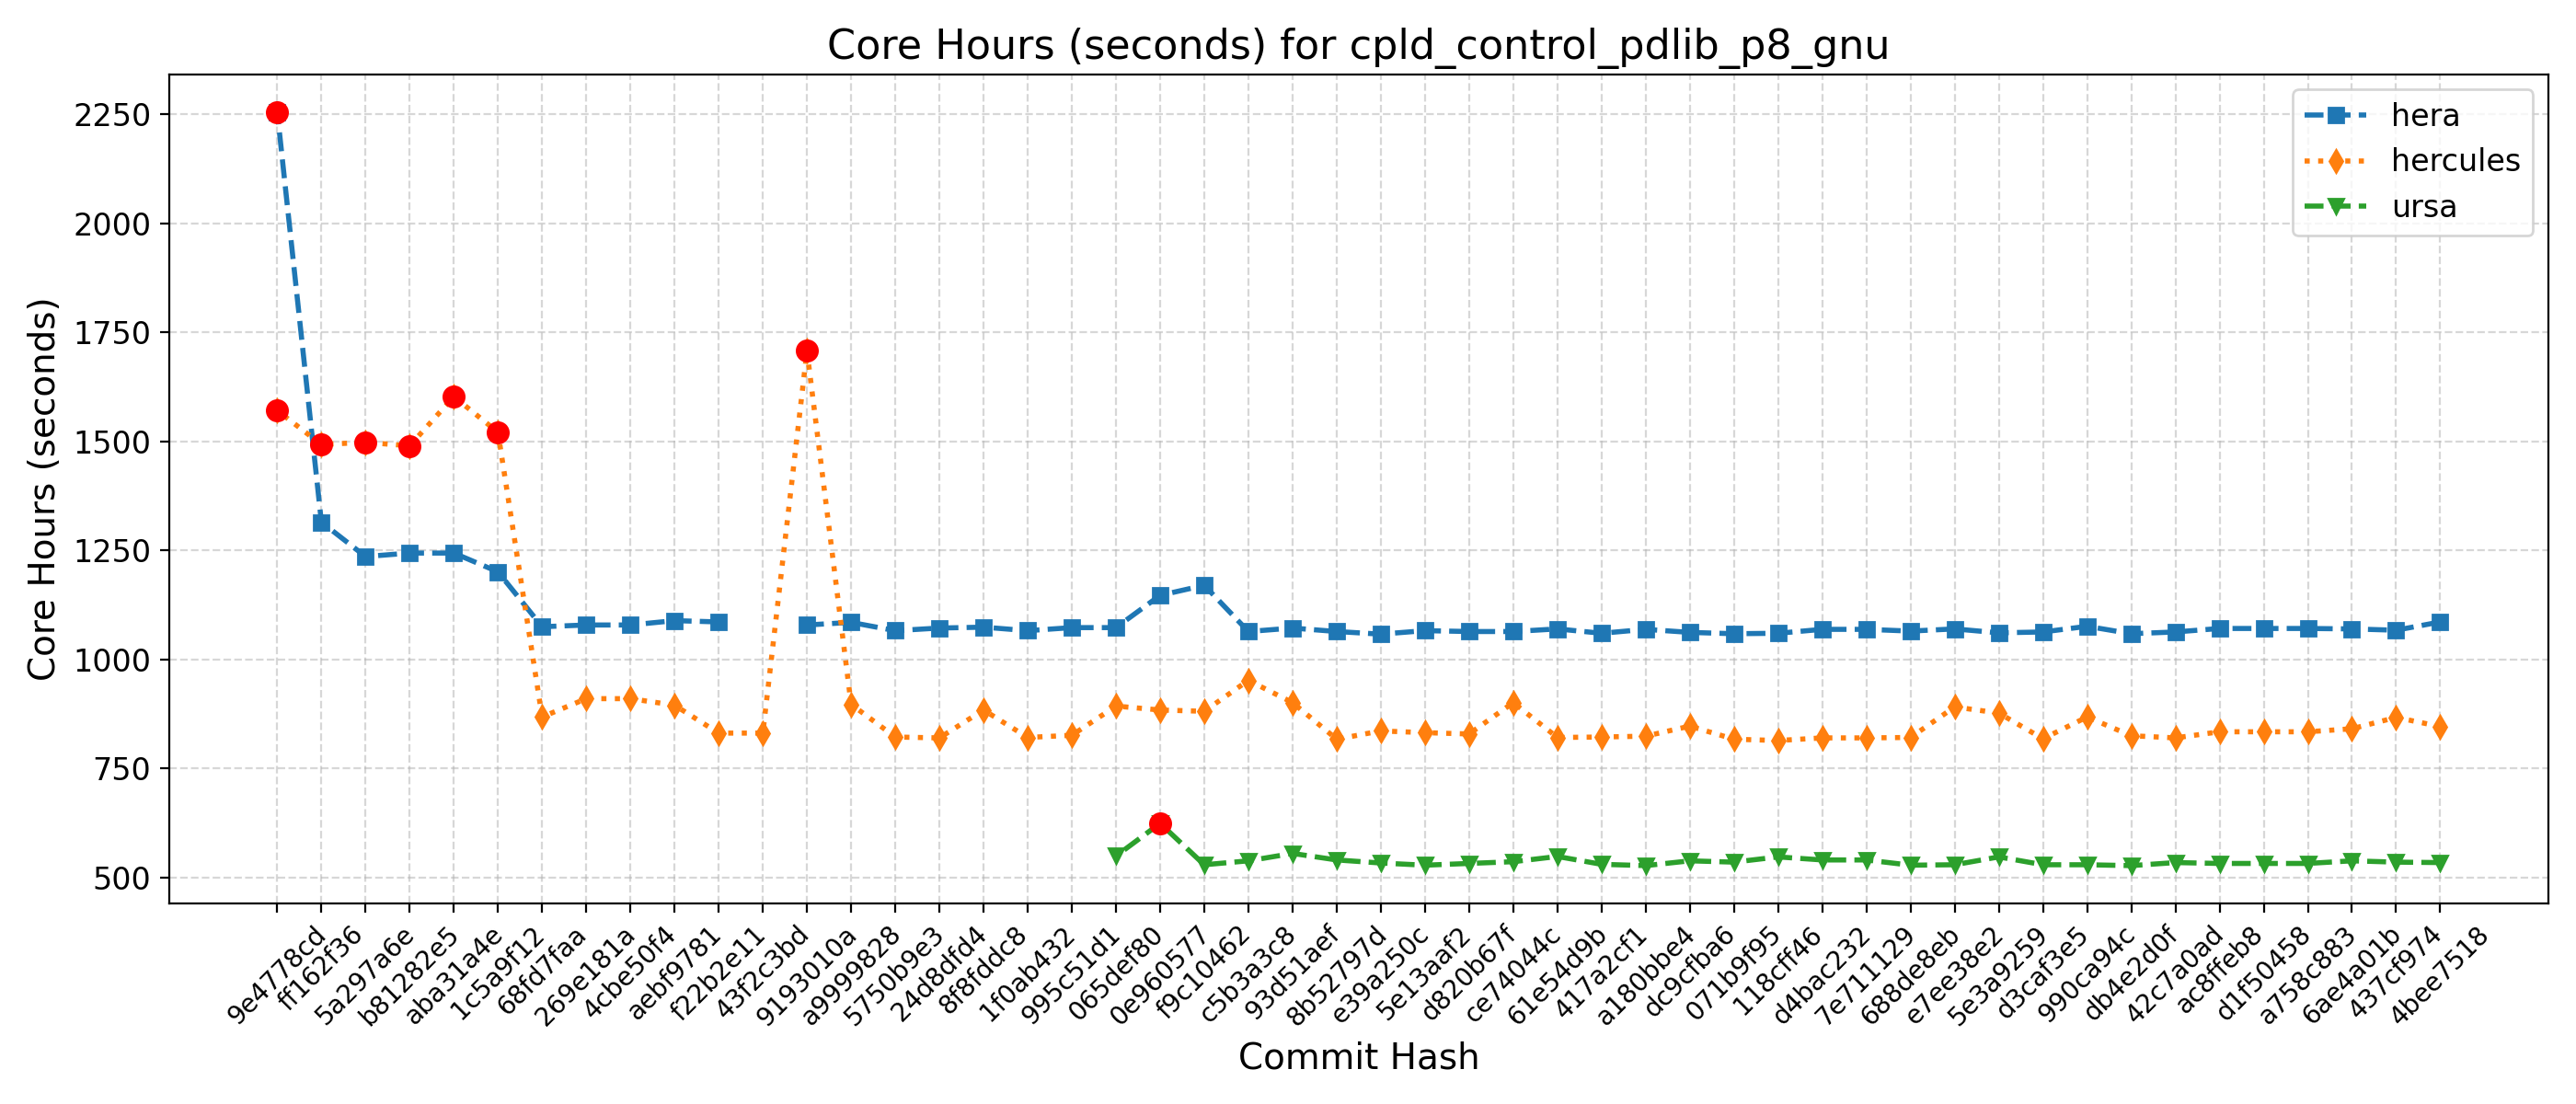 Core Hours (seconds) for cpld_control_pdlib_p8_gnu
hera
hercules
ursa
Core Hours (seconds)
2250
2000
1750
1500
1250
1000
750
500
9e4778cd
ff162f36
5a297a6e
b81282e5
aba31a4e
1c5a9f12
68fd7faa
269e181a
4cbe50f4
aebf9781
f22b2e11
43f2c3bd
9193010a
a9999828
5750b9e3
24d8dfd4
8f8fddc8
1f0ab432
995c51d1
065def80
0e960577
f9c10462
c5b3a3c8
93d51aef
8b52797d
e39a250c
5e13aaf2
d820b67f
ce74044c
61e54d9b
417a2cf1
a180bbe4
dc9cfba6
071b9f95
118cff46
d4bac232
7e711129
688de8eb
e7ee38e2
5e3a9259
d3caf3e5
990ca94c
db4e2d0f
42c7a0ad
ac8ffeb8
d1f50458
a758c883
6ae4a01b
437cf974
4bee7518
Commit Hash